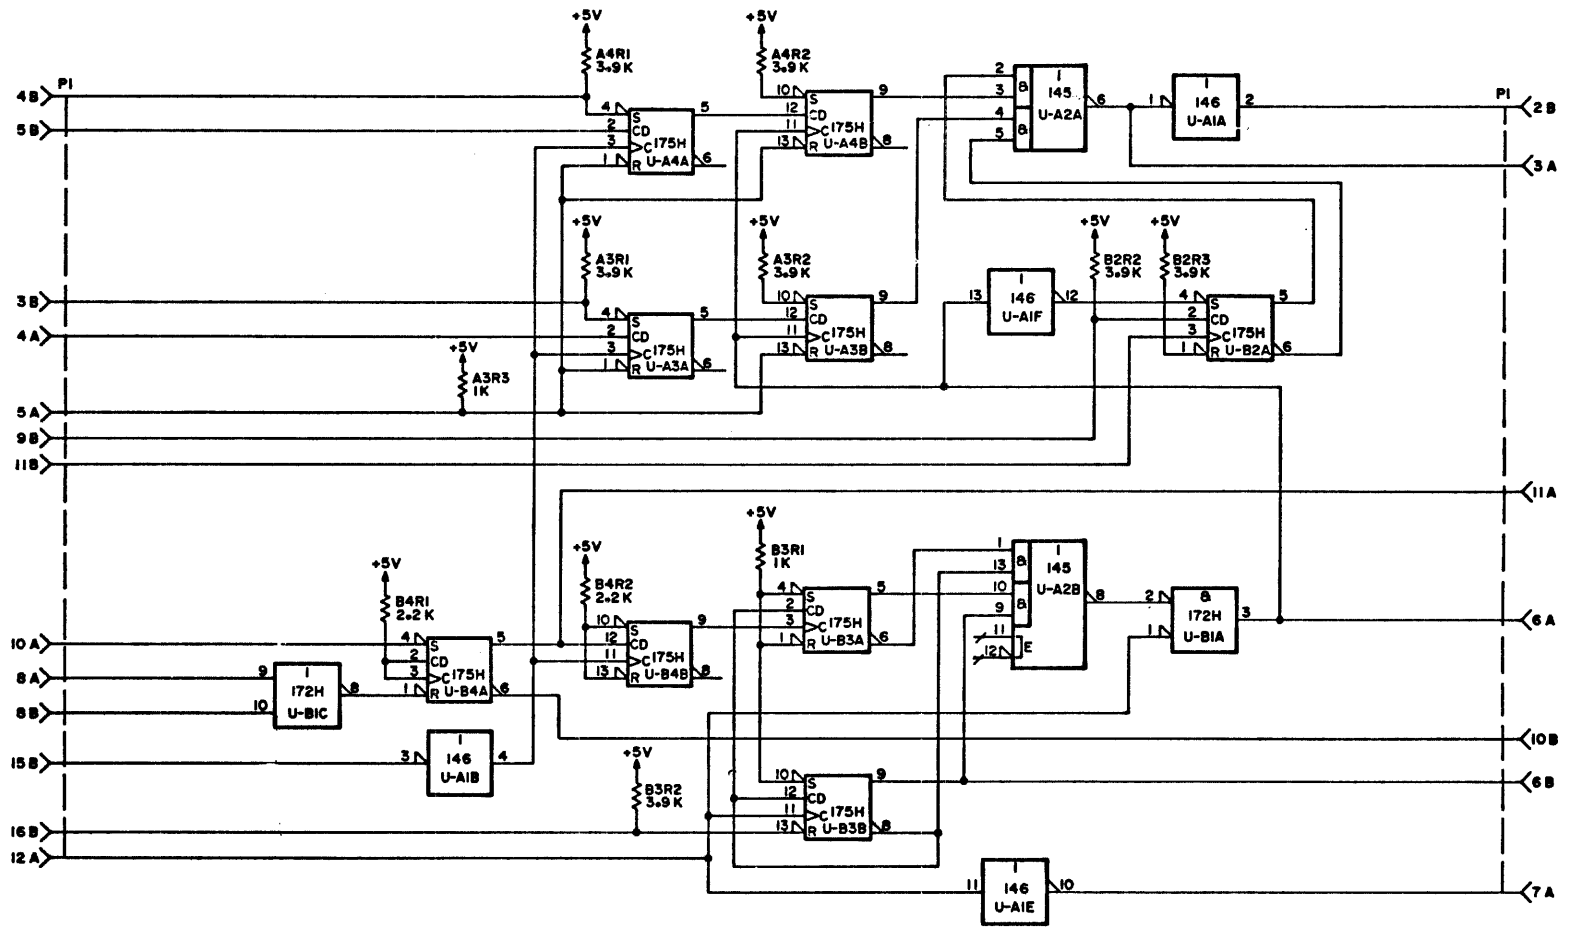 +5V
+5V
A4R1
3.9K
A4R2
3.9K
P1
P1
4B
5B
4 S
2 CD
3 C
1 R
175H
U-A4A
5
6
10 S
12 CD
11 C
13 R
175H
U-A4B
9
8
2
3
4
5
&
&
1
145
U-A2A
6
1
1
146
U-A1A
2
2B
3A
+5V
+5V
+5V
+5V
A3R1
3.9K
A3R2
3.9K
B2R2
3.9K
B2R3
3.9K
3B
4A
4 S
2 CD
3 C
1 R
175H
U-A3A
5
6
10 S
12 CD
11 C
13 R
175H
U-A3B
9
8
13
1
146
U-A1F
12
4 S
2 CD
3 C
1 R
175H
U-B2A
5
6
+5V
A3R3
1K
5A
9B
11B
11A
+5V
+5V
+5V
B4R1
2.2K
B4R2
2.2K
B3R1
1K
10A
8A
8B
9
10
1
172H
U-B1C
8
4 S
2 CD
3 C
1 R
175H
U-B4A
5
6
10 S
12 CD
11 C
13 R
175H
U-B4B
9
8
4 S
2 CD
3 C
1 R
175H
U-B3A
5
6
1
13
10
9
11
12
&
&
E
1
145
U-A2B
8
2
1
&
172H
U-B1A
3
6A
15B
3
1
146
U-A1B
4
10B
+5V
B3R2
3.9K
10 S
12 CD
11 C
13 R
175H
U-B3B
9
8
6B
16B
12A
11
1
146
U-A1E
10
7A